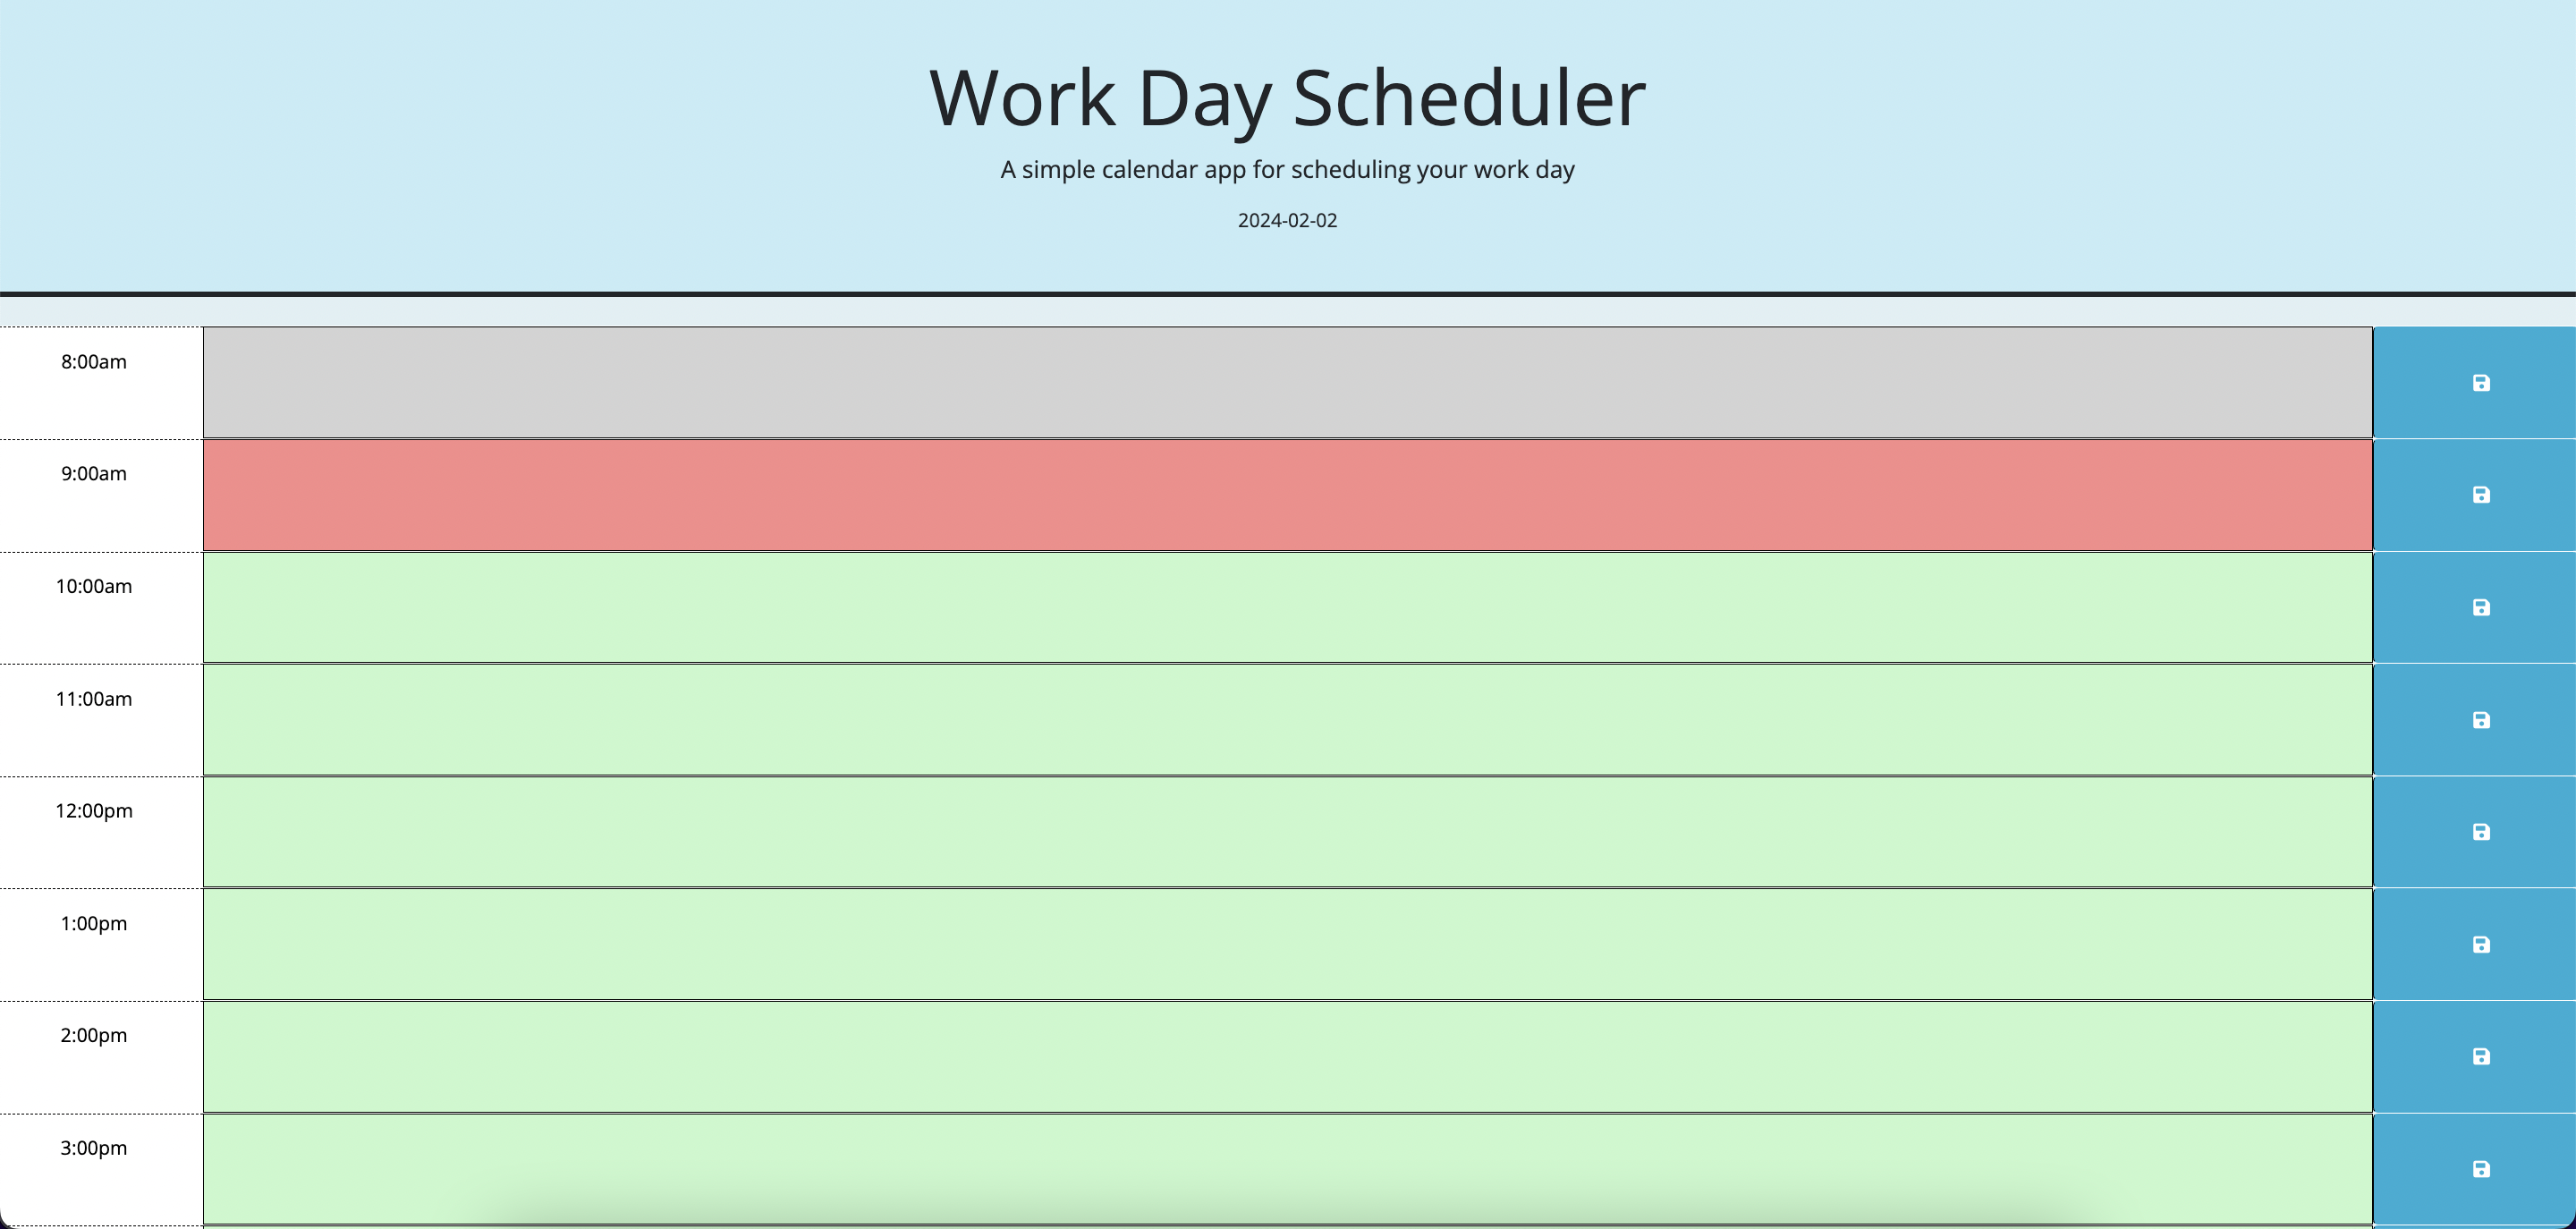 Work Day Scheduler
A simple calendar app for scheduling your work day
2024-02-02
8:00am
9:00am
10:00am
11:00am
12:00pm
1:00pm
2:00pm
3:00pm